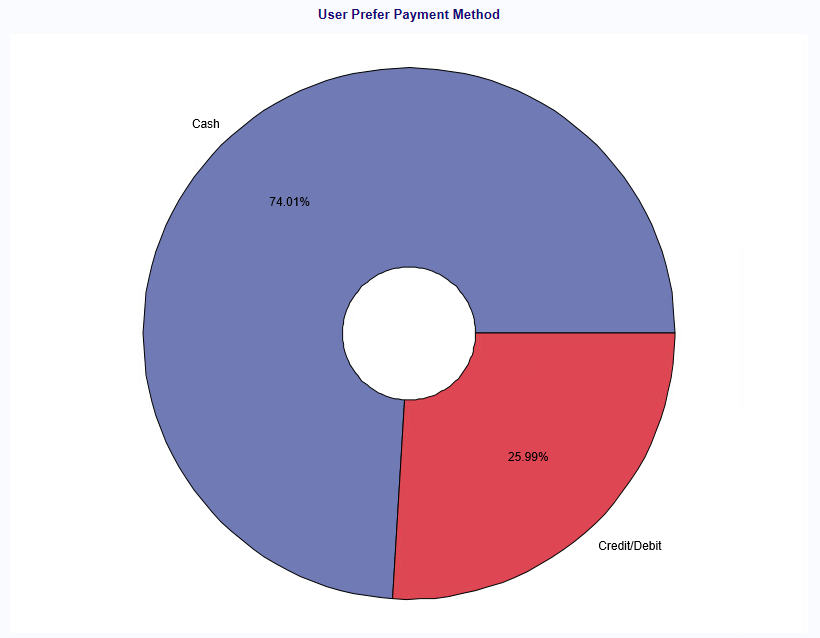 User Prefer Payment Method
Cash
74.01%
25.99%
Credit/Debit